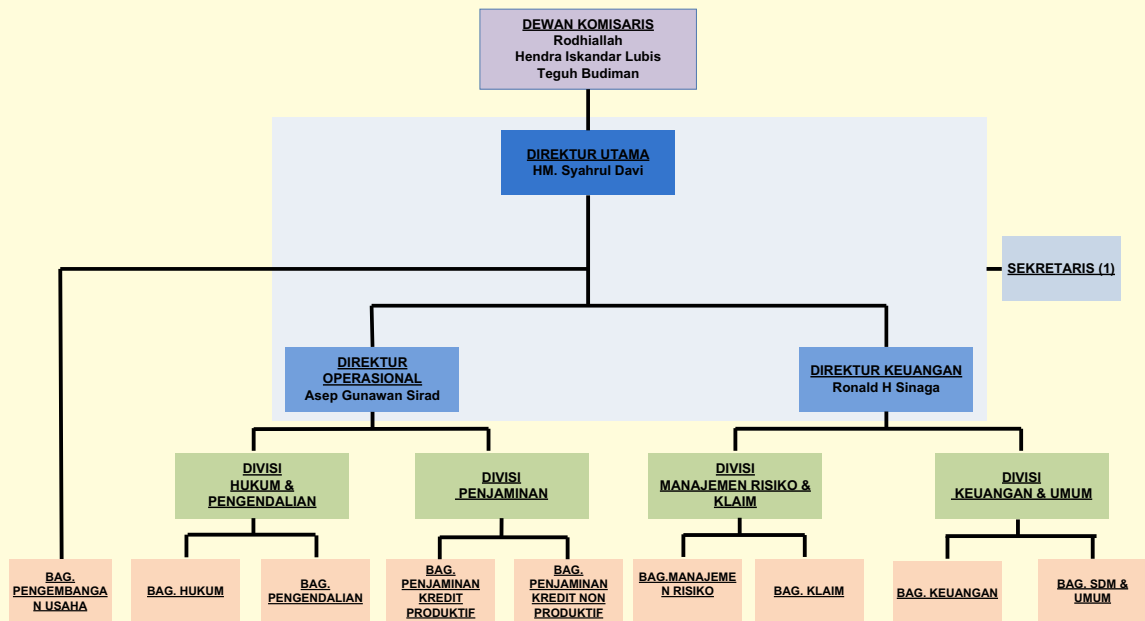 DEWAN KOMISARIS
Rodhiallah
Hendra Iskandar Lubis
Teguh Budiman
DIREKTUR UTAMA
HM. Syahrul Davi
SEKRETARIS (1)
DIREKTUR
OPERASIONAL
Asep Gunawan Sirad
DIREKTUR KEUANGAN
Ronald H Sinaga
DIVISI
HUKUM &
PENGENDALIAN
DIVISI
PENJAMINAN
DIVISI
MANAJEMEN RISIKO &
KLAIM
DIVISI
KEUANGAN & UMUM
BAG.
PENGEMBANGA
N USAHA
BAG. HUKUM
BAG.
PENGENDALIAN
BAG.
PENJAMINAN
KREDIT
PRODUKTIF
BAG.
PENJAMINAN
KREDIT NON
PRODUKTIF
BAG.MANAJEME
N RISIKO
BAG. KLAIM
BAG. KEUANGAN
BAG. SDM &
UMUM